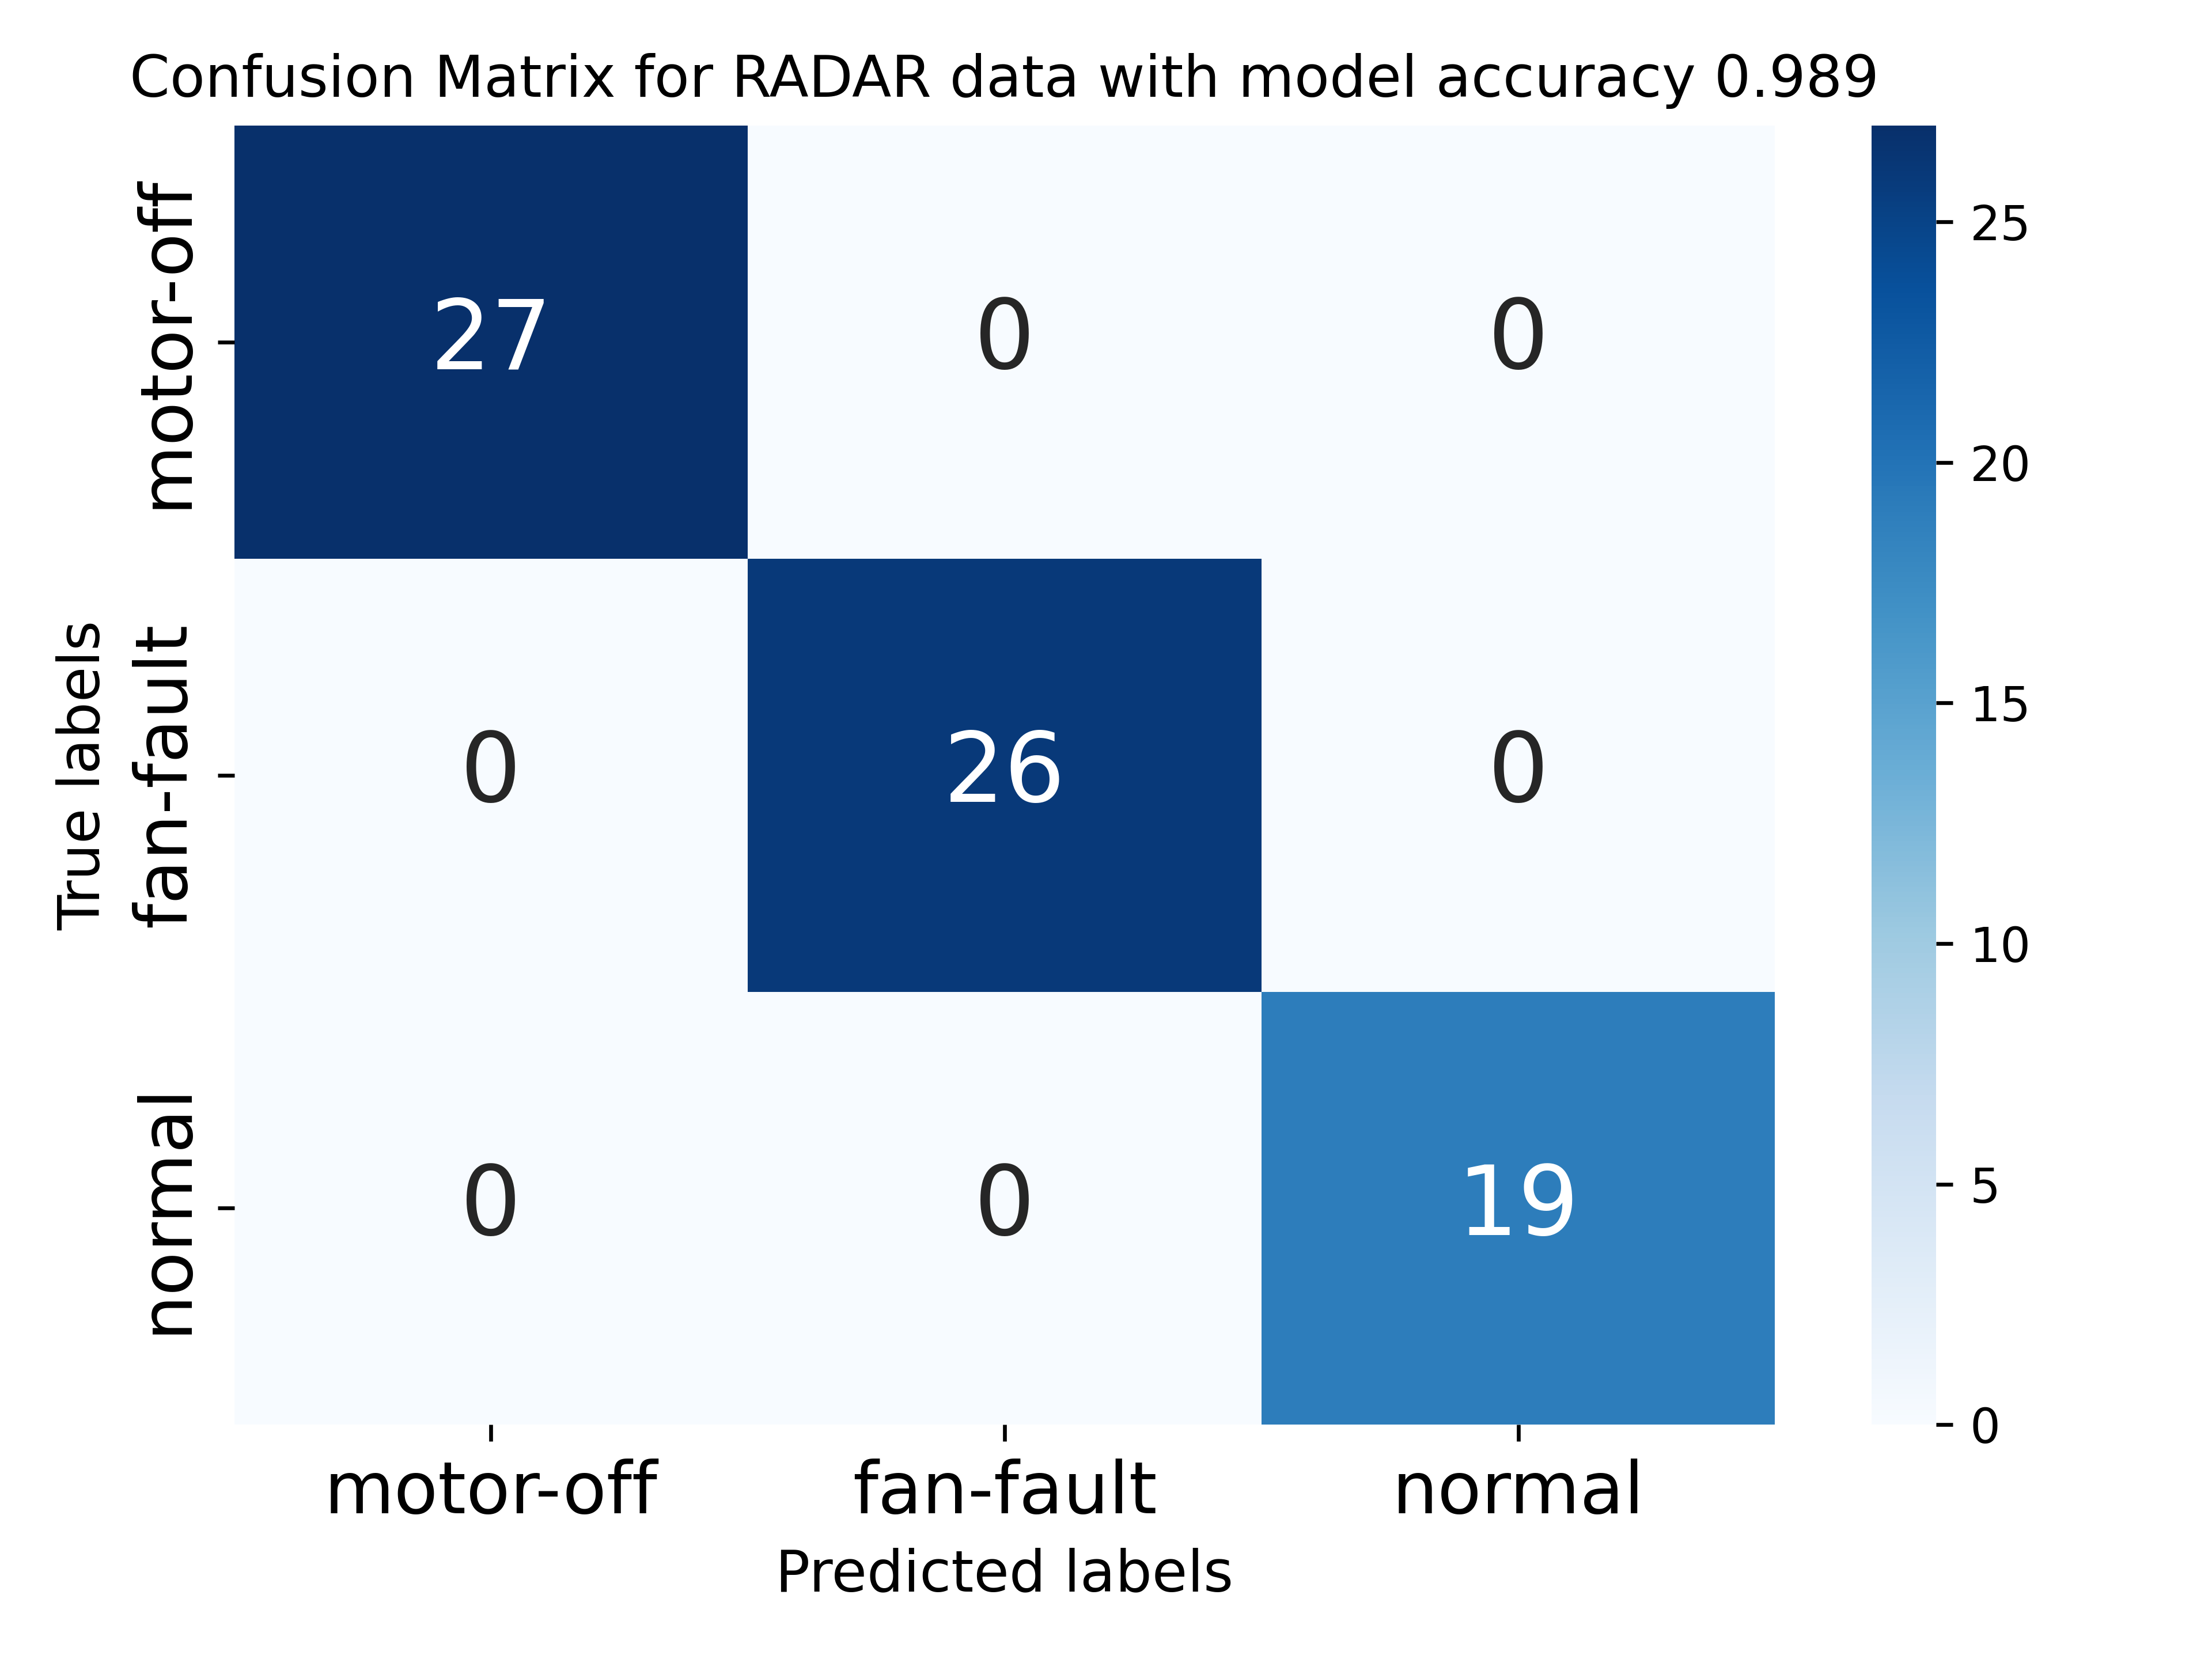 Confusion Matrix for RADAR data with model accuracy 0.989
True labels
motor-off
27 0 0
fan-fault
0 26 0
normal
0 0 19
motor-off fan-fault normal
Predicted labels
25
20
15
10
5
0